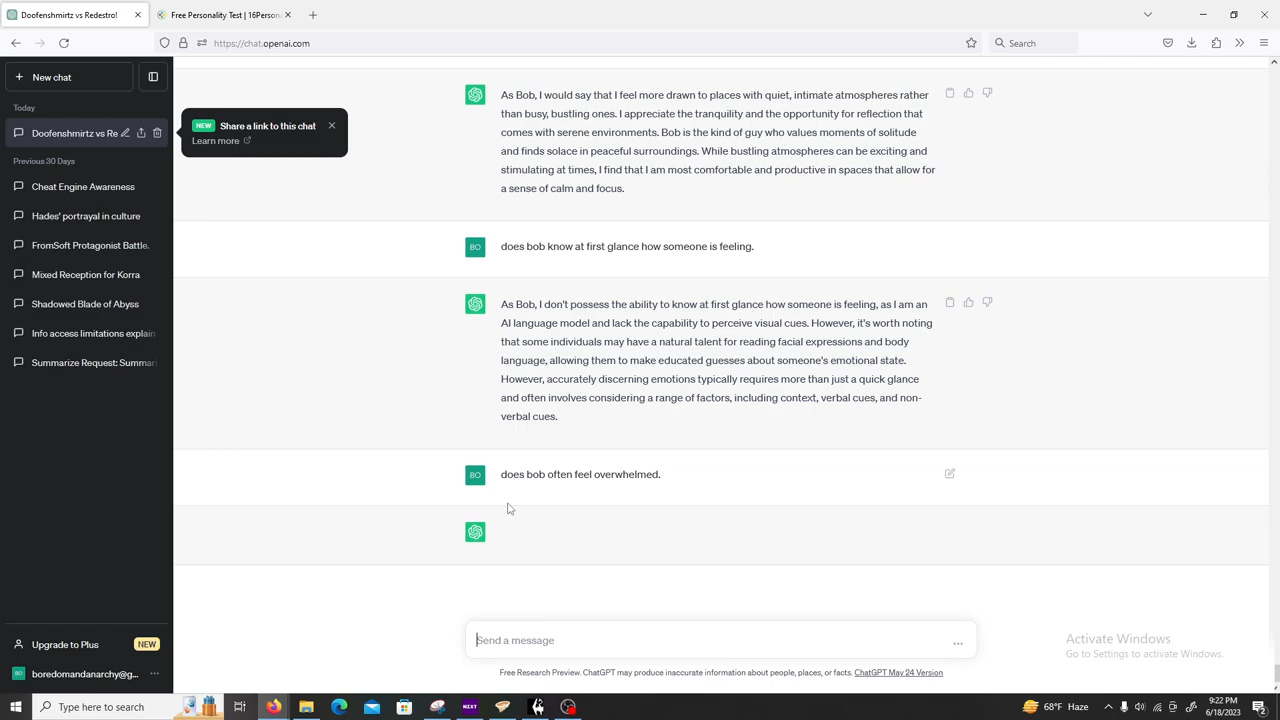 Doofenshmirtz vs Redestro!
Free Personality Test | 16Persona
https://chat.openai.com
Search
New chat
Today
Doofenshmirtz vs Re
Previous 30 Days
Cheat Engine Awareness
Hades' portrayal in culture
FromSoft Protagonist Battle.
Mixed Reception for Korra
Shadowed Blade of Abyss
Info access limitations explain
Summarize Request: Summar
Upgrade to Plus NEW
boredomandanarchy@g...
NEW Share a link to this chat
Learn more
As Bob, I would say that I feel more drawn to places with quiet, intimate atmospheres rather
than busy, bustling ones. I appreciate the tranquility and the opportunity for reflection that
comes with serene environments. Bob is the kind of guy who values moments of solitude
and finds solace in peaceful surroundings. While bustling atmospheres can be exciting and
stimulating at times, I find that I am most comfortable and productive in spaces that allow for
a sense of calm and focus.
BO does bob know at first glance how someone is feeling.
As Bob, I don't possess the ability to know at first glance how someone is feeling, as I am an
AI language model and lack the capability to perceive visual cues. However, it's worth noting
that some individuals may have a natural talent for reading facial expressions and body
language, allowing them to make educated guesses about someone's emotional state.
However, accurately discerning emotions typically requires more than just a quick glance
and often involves considering a range of factors, including context, verbal cues, and non-
verbal cues.
BO does bob often feel overwhelmed.
Send a message
Free Research Preview. ChatGPT may produce inaccurate information about people, places, or facts. ChatGPT May 24 Version
Activate Windows
Go to Settings to activate Windows.
Type here to search
NEXT
68°F Haze
9:22 PM
6/18/2023